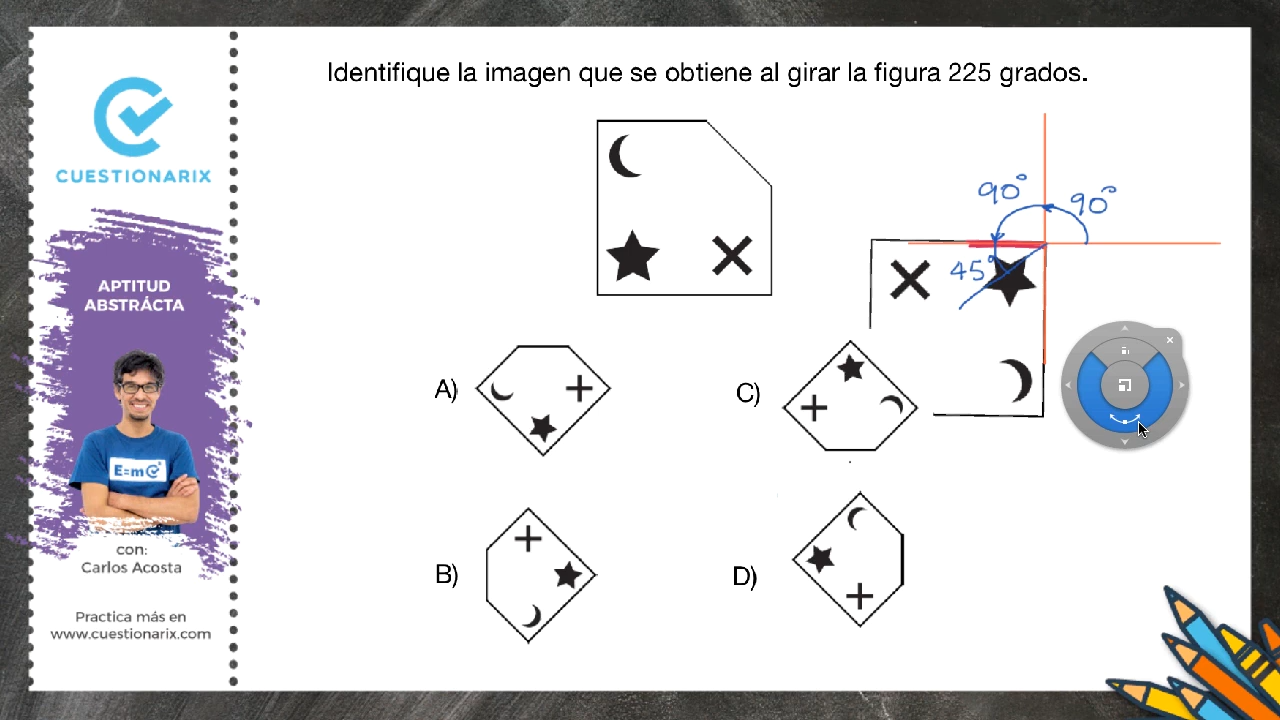 Identifique la imagen que se obtiene al girar la figura 225 grados.
CUESTIONARIX
APTITUD
ABSTRÁCTA
E=mC²
con:
Carlos Acosta
Practica más en
www.cuestionarix.com
90°
90°
45°
A)
C)
B)
D)